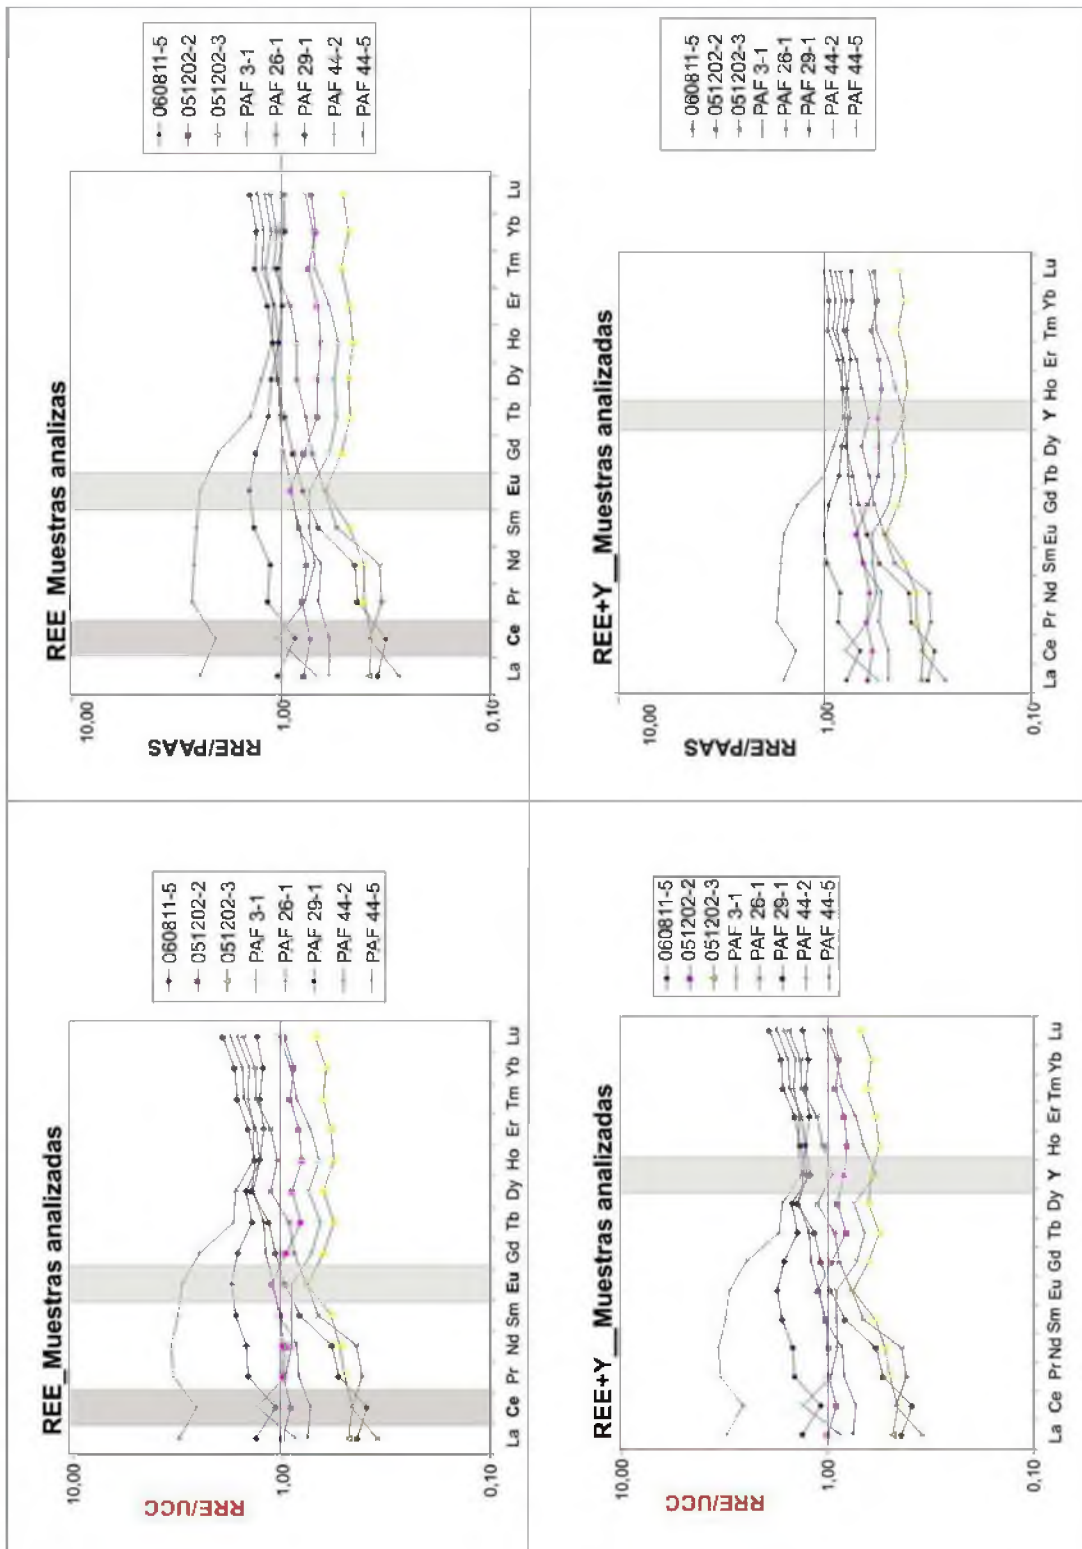 REE_Muestras analizadas
10,00
1,00
0,10
RRE/UCC
La Ce Pr Nd Sm Eu Gd Tb Dy Ho Er Tm Yb Lu
060811-5
051202-2
051202-3
PAF 3-1
PAF 26-1
PAF 29-1
PAF 44-2
PAF 44-5
REE Muestras analizas
10,00
1,00
0,10
RRE/PAAS
La Ce Pr Nd Sm Eu Gd Tb Dy Ho Er Tm Yb Lu
060811-5
051202-2
051202-3
PAF 3-1
PAF 26-1
PAF 29-1
PAF 44-2
PAF 44-5
REE+Y__Muestras analizadas
10,00
1,00
0,10
RRE/UCC
La Ce Pr Nd Sm Eu Gd Tb Dy Y Ho Er Tm Yb Lu
060811-5
051202-2
051202-3
PAF 3-1
PAF 26-1
PAF 29-1
PAF 44-2
PAF 44-5
REE+Y__Muestras analizadas
10,00
1,00
0,10
RRE/PAAS
La Ce Pr Nd Sm Eu Gd Tb Dy Y Ho Er Tm Yb Lu
060811-5
051202-2
051202-3
PAF 3-1
PAF 26-1
PAF 29-1
PAF 44-2
PAF 44-5